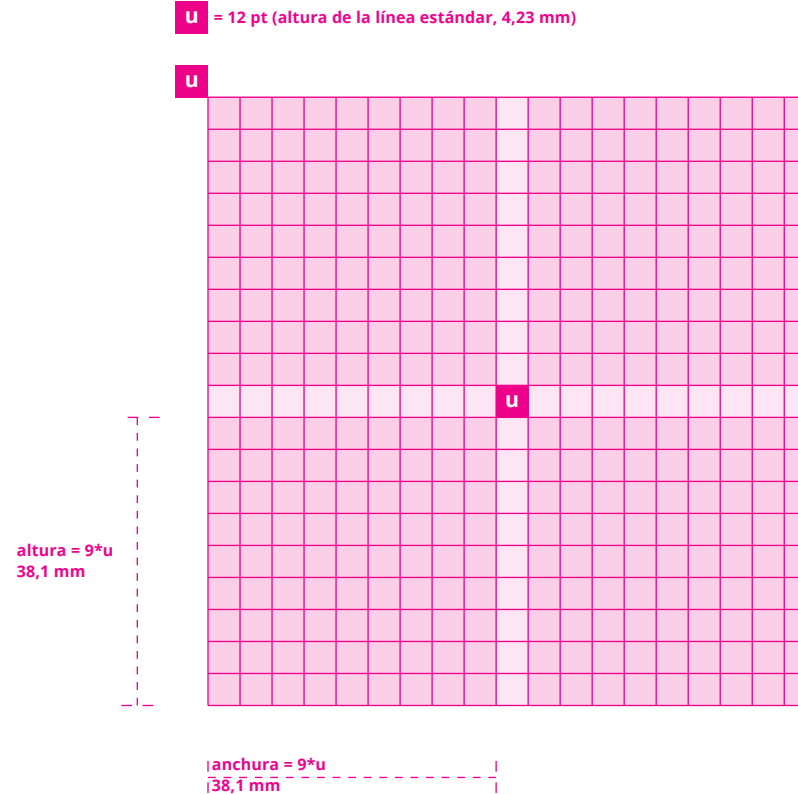 u = 12 pt (altura de la línea estándar, 4,23 mm)
u
u
altura = 9*u
38,1 mm
anchura = 9*u
38,1 mm